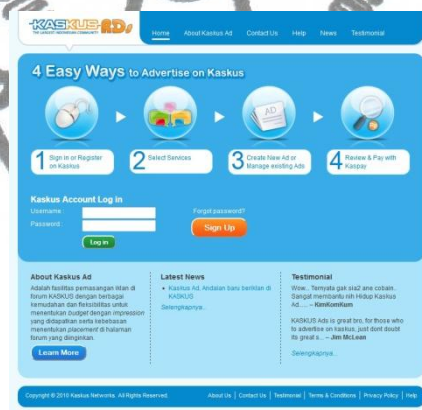 KASKUS AD
THE LARGEST INDONESIAN COMMUNITY
Home About Kaskus Ad Contact Us Help News Testimonial
4 Easy Ways to Advertise on Kaskus
AD
1 Sign in or Register
on Kaskus
2 Select Services
3 Create New Ad or
Manage existing Ads
4 Review & Pay with
Kaspay
Kaskus Account Log in
Username :
Password :
Log in
Forgot password?
Sign Up
About Kaskus Ad
Adalah fasilitas pemasangan iklan di
forum KASKUS dengan berbagai
kemudahan dan fleksibilitas untuk
menentukan budget dengan impression
yang didapatkan serta kebebasan
menentukan placement di halaman
forum yang diinginkan.
Learn More
Latest News
Kaskus Ad, Andalan baru beriklan di
KASKUS
Selengkapnya..
Testimonial
Wow.. Ternyata gak sia2 ane cobain.
Sangat membantu nih Hidup Kaskus
Ad..... – KimKomKum
KASKUS Ads is great bro, for those who
to advertise on kaskus, just dont doubt
its great s... – Jim McLean
Selengkapnya..
Copyright © 2010 Kaskus Networks. All Rights Reserved.
About Us | Contact Us | Testimonial | Terms & Conditions | Privacy Policy | Help